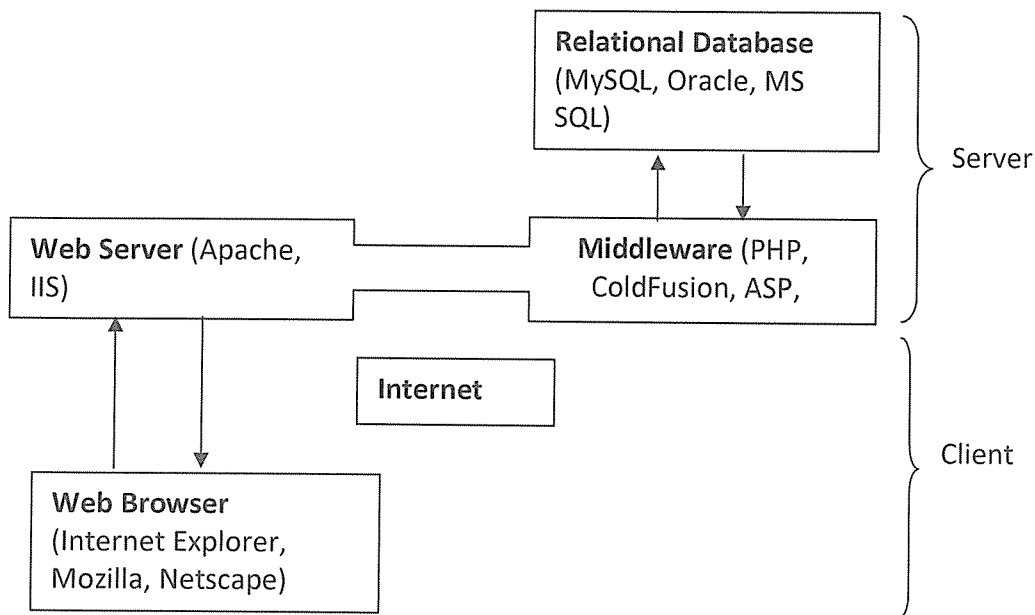 Relational Database
(MySQL, Oracle, MS
SQL)
Server
Web Server (Apache,
IIS)
Middleware (PHP,
ColdFusion, ASP,
Internet
Client
Web Browser
(Internet Explorer,
Mozilla, Netscape)